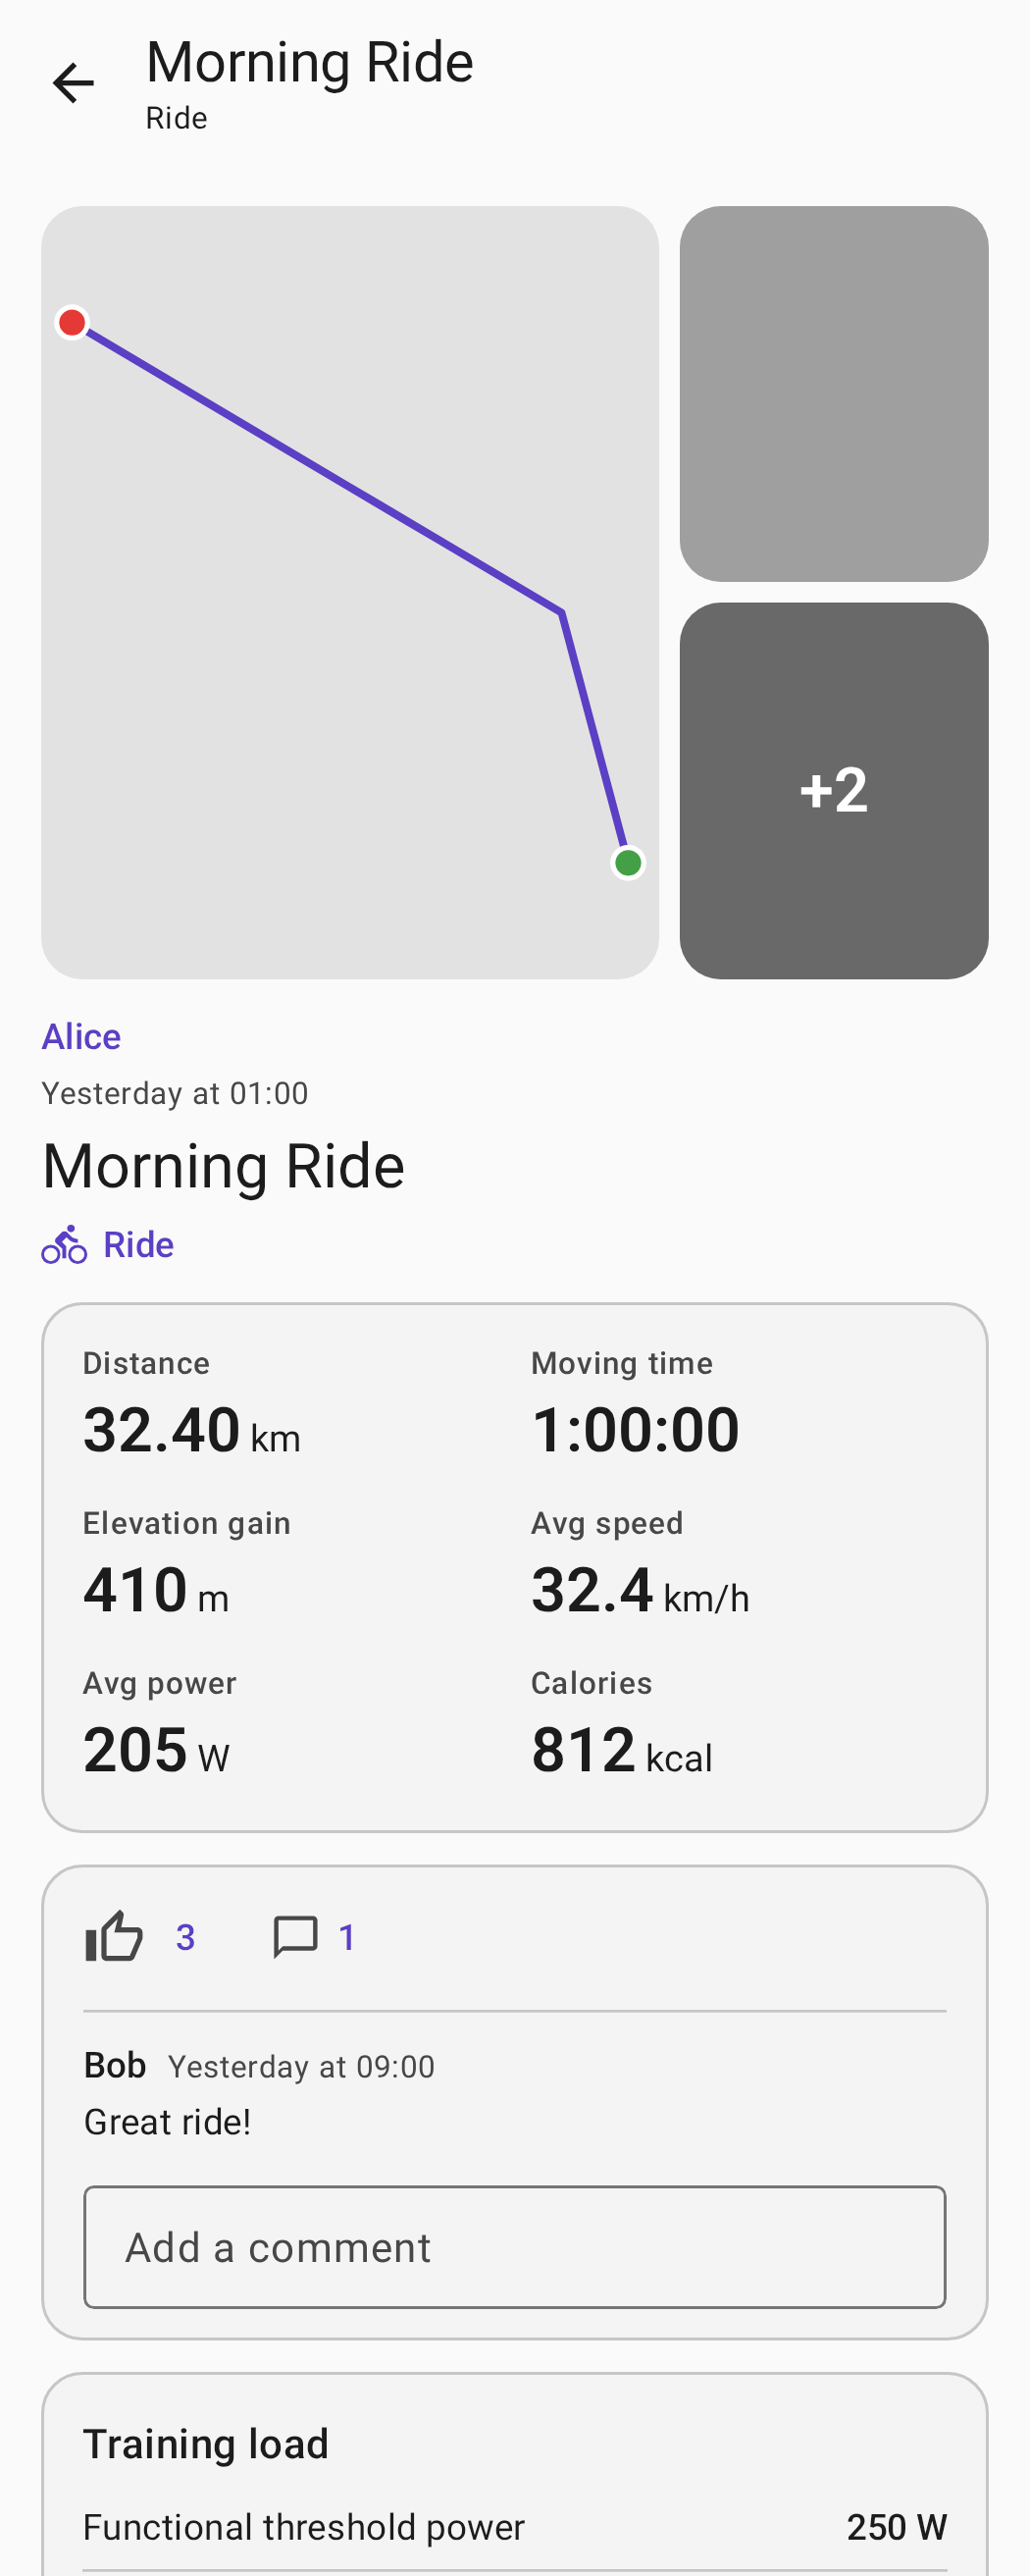 Morning Ride
Ride
+2
Alice
Yesterday at 01:00
Morning Ride
Ride
Distance
32.40 km
Moving time
1:00:00
Elevation gain
410 m
Avg speed
32.4 km/h
Avg power
205 W
Calories
812 kcal
3
1
Bob Yesterday at 09:00
Great ride!
Add a comment
Training load
Functional threshold power 250 W